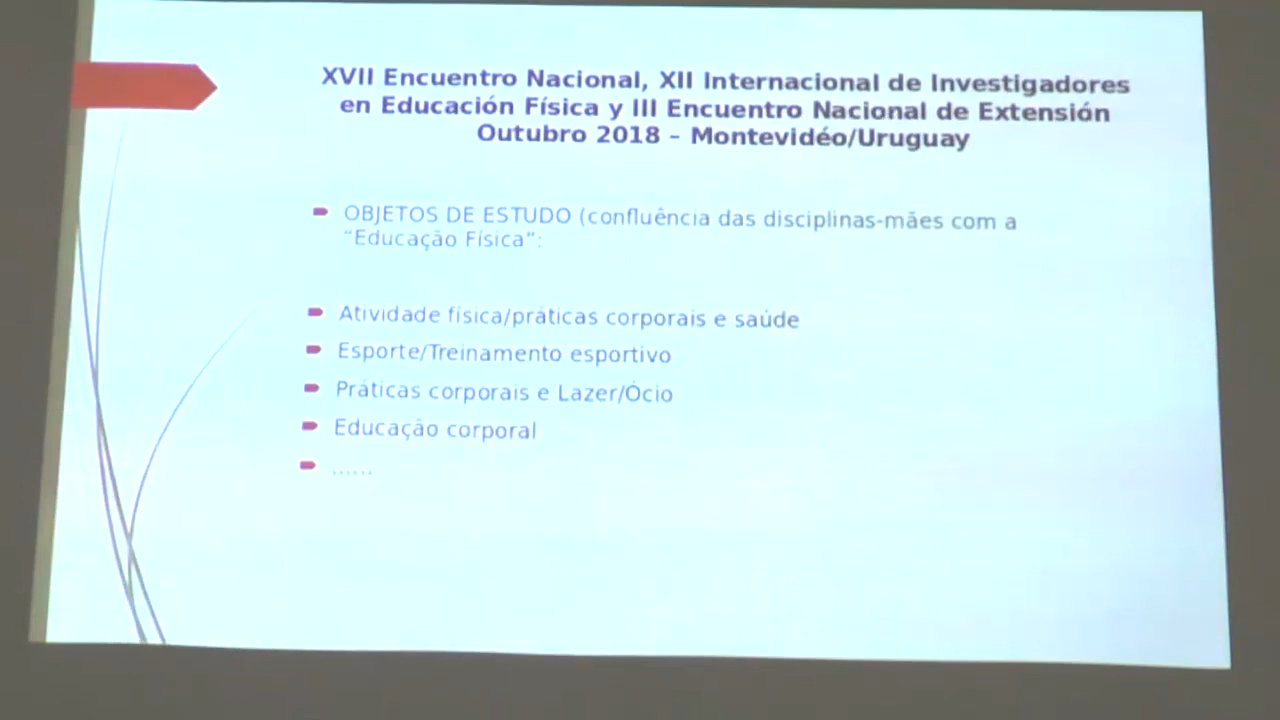 XVII Encuentro Nacional, XII Internacional de Investigadores
en Educación Física y III Encuentro Nacional de Extensión
Outubro 2018 – Montevidéo/Uruguay
OBJETOS DE ESTUDO (confluência das disciplinas-mães com a
“Educação Física”:
Atividade física/práticas corporais e saúde
Esporte/Treinamento esportivo
Práticas corporais e Lazer/Ócio
Educação corporal
......